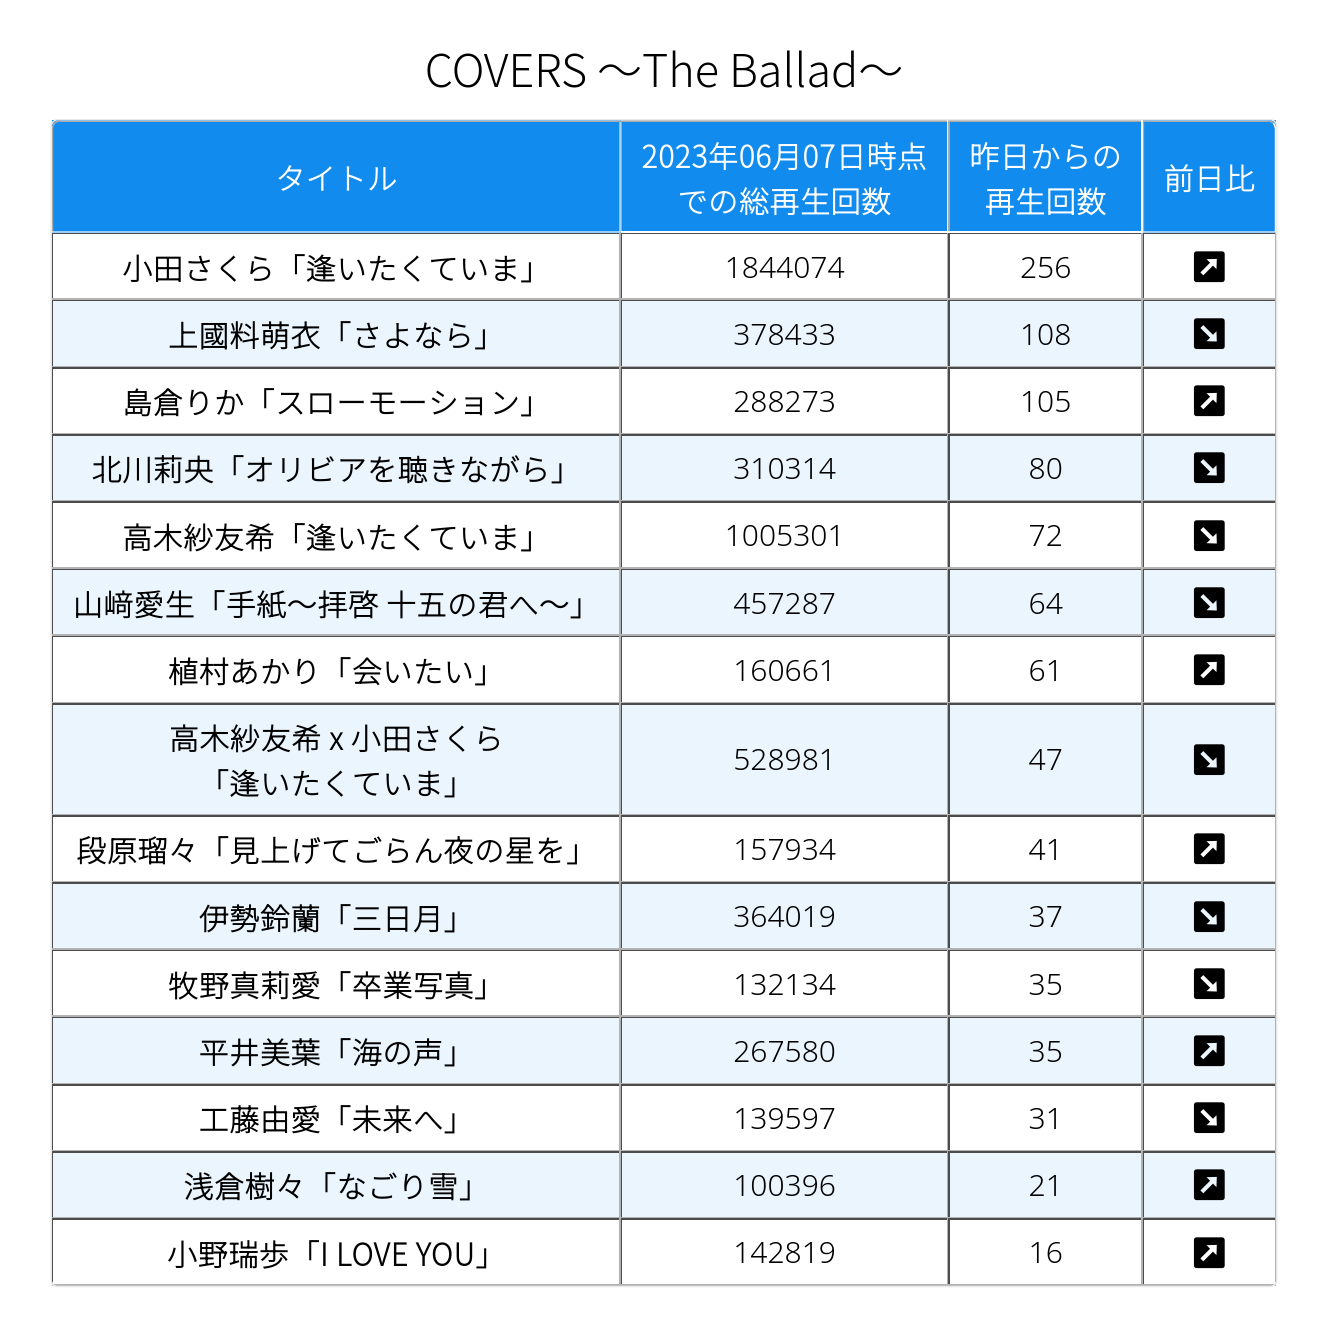 COVERS ～The Ballad～
タイトル
2023年06月07日時点
での総再生回数
昨日からの
再生回数
前日比
小田さくら「逢いたくていま」 1844074 256
上國料萌衣「さよなら」 378433 108
島倉りか「スローモーション」 288273 105
北川莉央「オリビアを聴きながら」 310314 80
高木紗友希「逢いたくていま」 1005301 72
山﨑愛生「手紙～拝啓 十五の君へ～」 457287 64
植村あかり「会いたい」 160661 61
高木紗友希 x 小田さくら
「逢いたくていま」 528981 47
段原瑠々「見上げてごらん夜の星を」 157934 41
伊勢鈴蘭「三日月」 364019 37
牧野真莉愛「卒業写真」 132134 35
平井美葉「海の声」 267580 35
工藤由愛「未来へ」 139597 31
浅倉樹々「なごり雪」 100396 21
小野瑞歩「I LOVE YOU」 142819 16